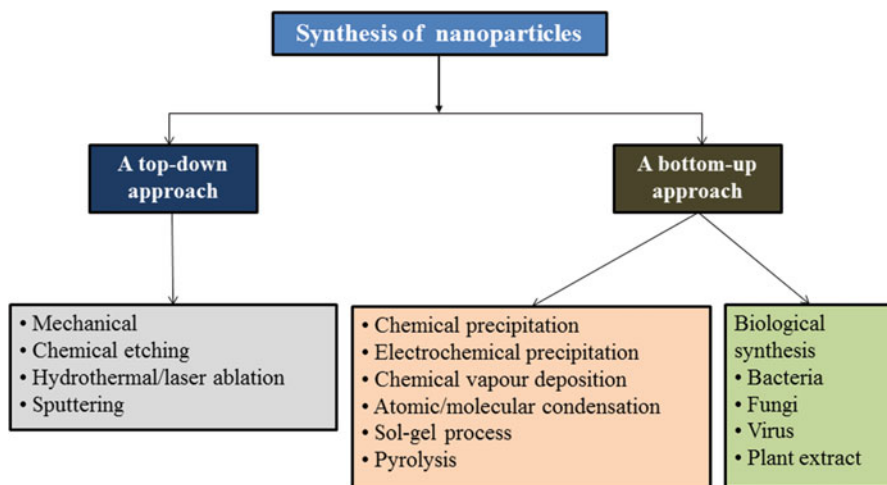 Synthesis of nanoparticles
A top-down
approach
A bottom-up
approach
• Mechanical
• Chemical etching
• Hydrothermal/laser ablation
• Sputtering
• Chemical precipitation
• Electrochemical precipitation
• Chemical vapour deposition
• Atomic/molecular condensation
• Sol-gel process
• Pyrolysis
Biological
synthesis
• Bacteria
• Fungi
• Virus
• Plant extract